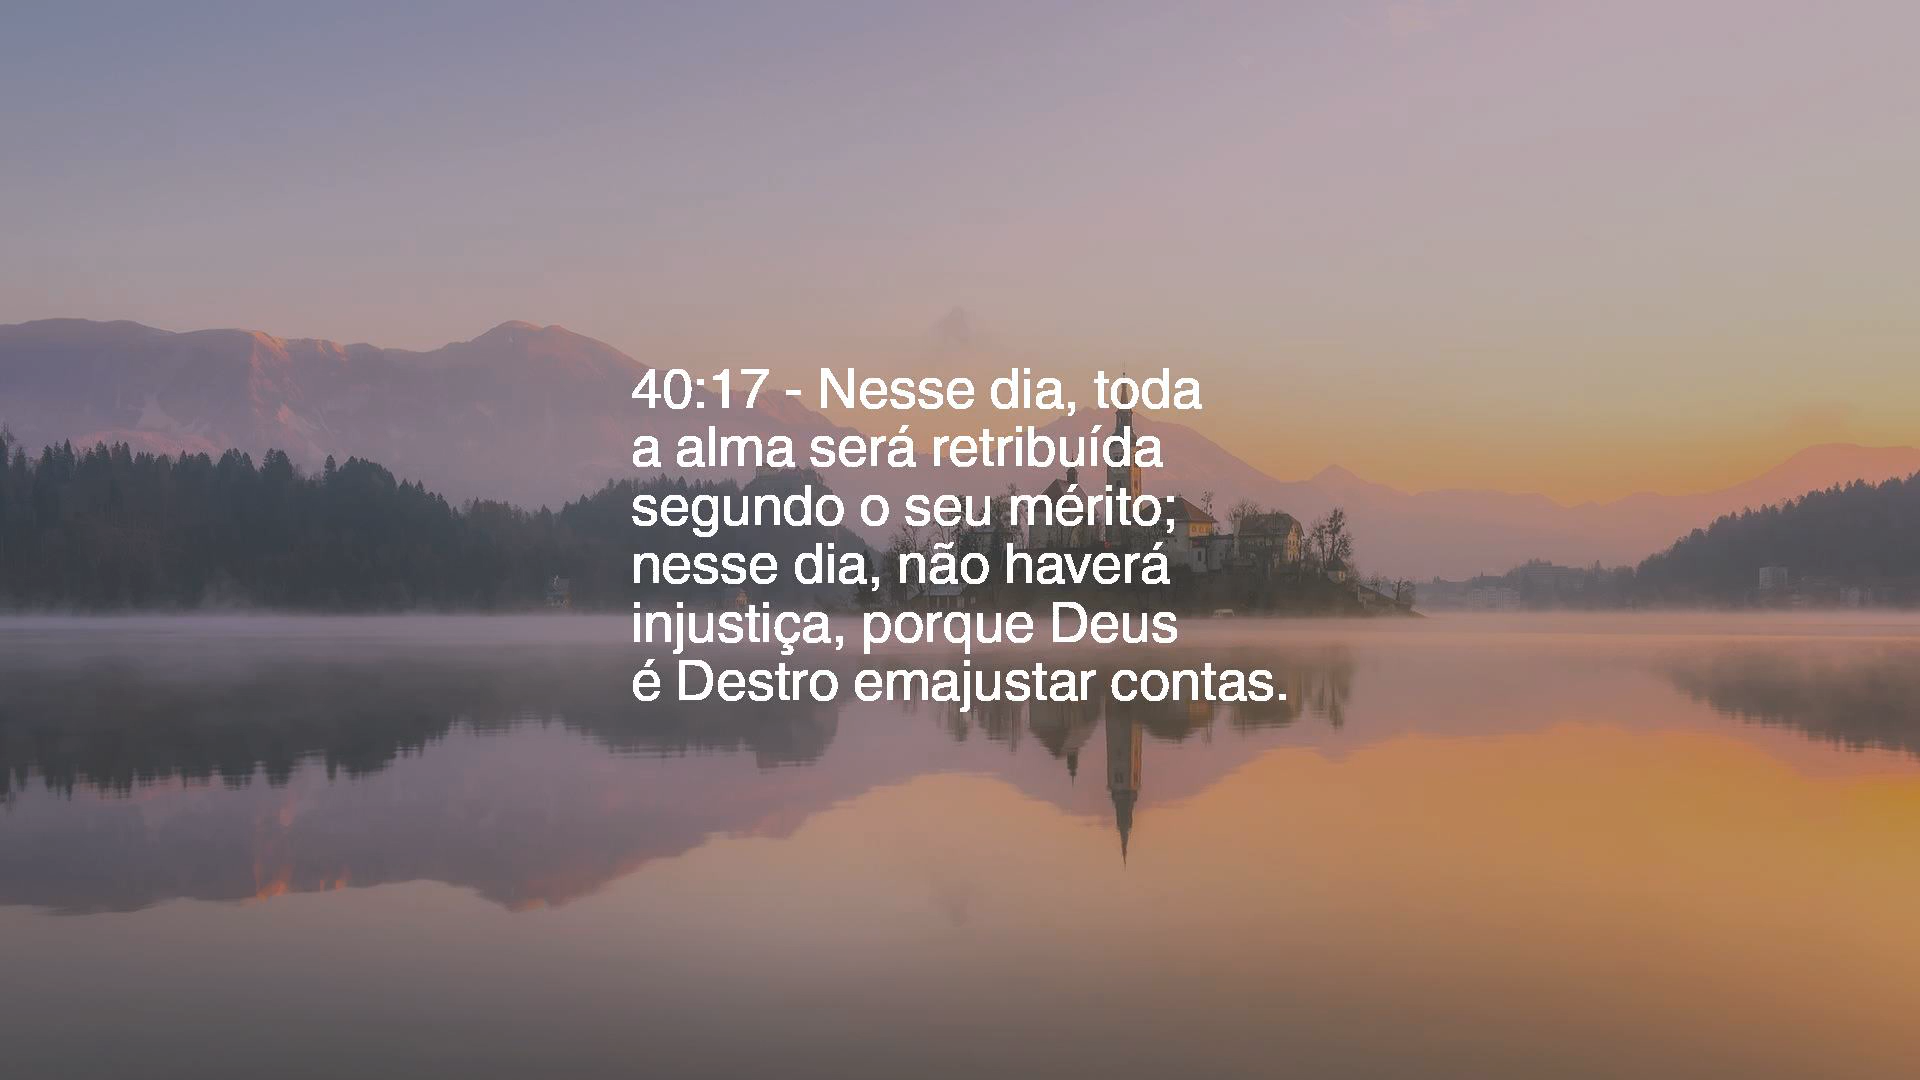 40:17 - Nesse dia, toda
a alma será retribuída
segundo o seu mérito;
nesse dia, não haverá
injustiça, porque Deus
é Destro emajustar contas.